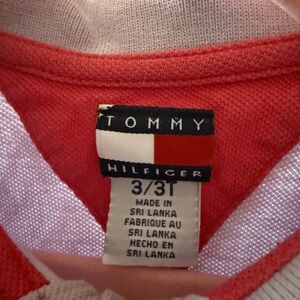 TOMMY
HILFIGER
3/3T
MADE IN
SRI LANKA
FABRIQUE AU
SRI LANKA
HECHO EN
SRI LANKA